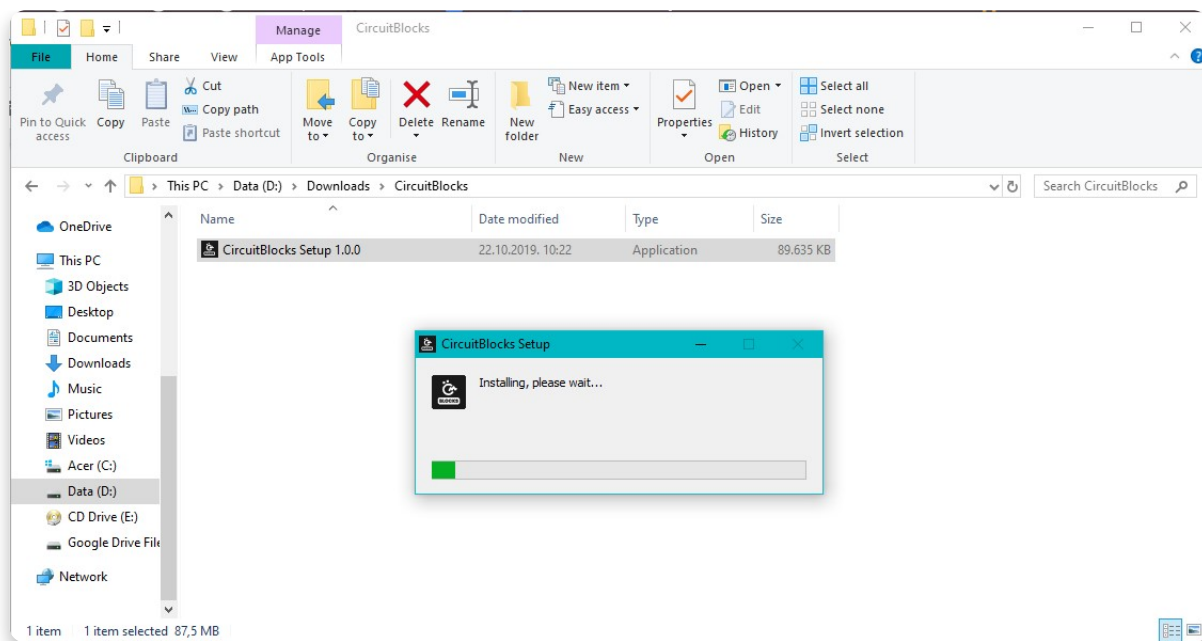 Manage
CircuitBlocks
File
Home
Share
View
App Tools
Pin to Quick access
Copy
Paste
Cut
Copy path
Paste shortcut
Clipboard
Move to
Copy to
Delete
Rename
Organise
New folder
New item
Easy access
New
Properties
Open
Edit
History
Open
Select all
Select none
Invert selection
Select
This PC > Data (D:) > Downloads > CircuitBlocks
Search CircuitBlocks
Name
Date modified
Type
Size
CircuitBlocks Setup 1.0.0
22.10.2019. 10:22
Application
89.635 KB
OneDrive
This PC
3D Objects
Desktop
Documents
Downloads
Music
Pictures
Videos
Acer (C:)
Data (D:)
CD Drive (E:)
Google Drive File
Network
CircuitBlocks Setup
Installing, please wait...
BLOCKS
1 item
1 item selected 87,5 MB